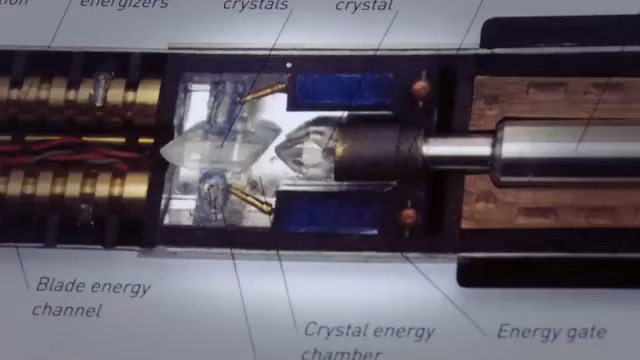 energizers
crystals
crystal
Blade energy
channel
Crystal energy
chamber
Energy gate